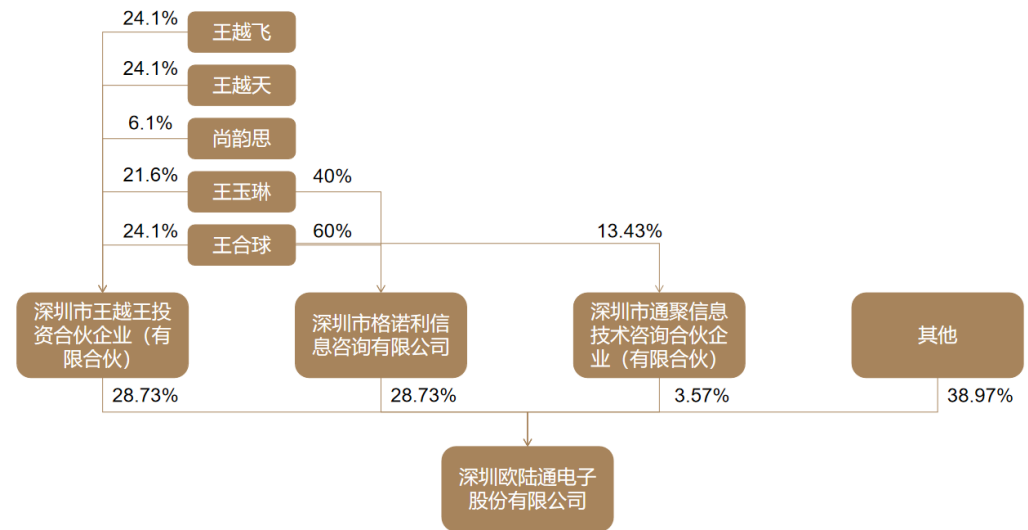 24.1%
王越飞
24.1%
王越天
6.1%
尚韵思
21.6%
王玉琳
40%
24.1%
王合球
60%
13.43%
深圳市王越王投
资合伙企业（有
限合伙）
深圳市格诺利信
息咨询有限公司
深圳市通聚信息
技术咨询合伙企
业（有限合伙）
其他
28.73%
28.73%
3.57%
38.97%
深圳欧陆通电子
股份有限公司